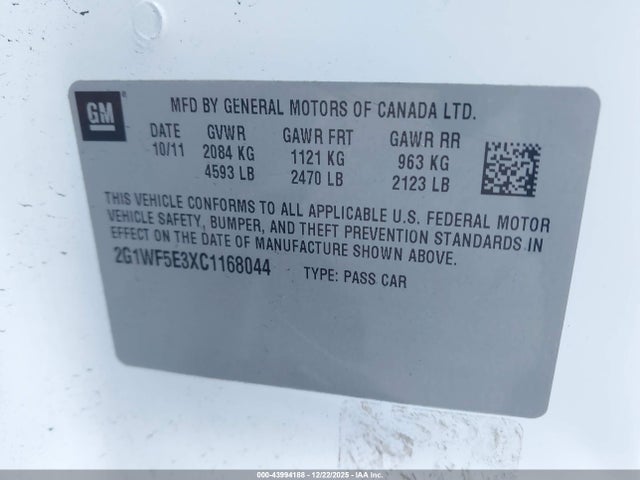 GM
MFD BY GENERAL MOTORS OF CANADA LTD.
DATE GVWR GAWR FRT GAWR RR
10/11 2084 KG 1121 KG 963 KG
4593 LB 2470 LB 2123 LB
THIS VEHICLE CONFORMS TO ALL APPLICABLE U.S. FEDERAL MOTOR
VEHICLE SAFETY, BUMPER, AND THEFT PREVENTION STANDARDS IN
EFFECT ON THE DATE OF MANUFACTURE SHOWN ABOVE.
2G1WF5E3XC1168044 TYPE: PASS CAR
000-43994188 - 12/22/2025 - IAA Inc.